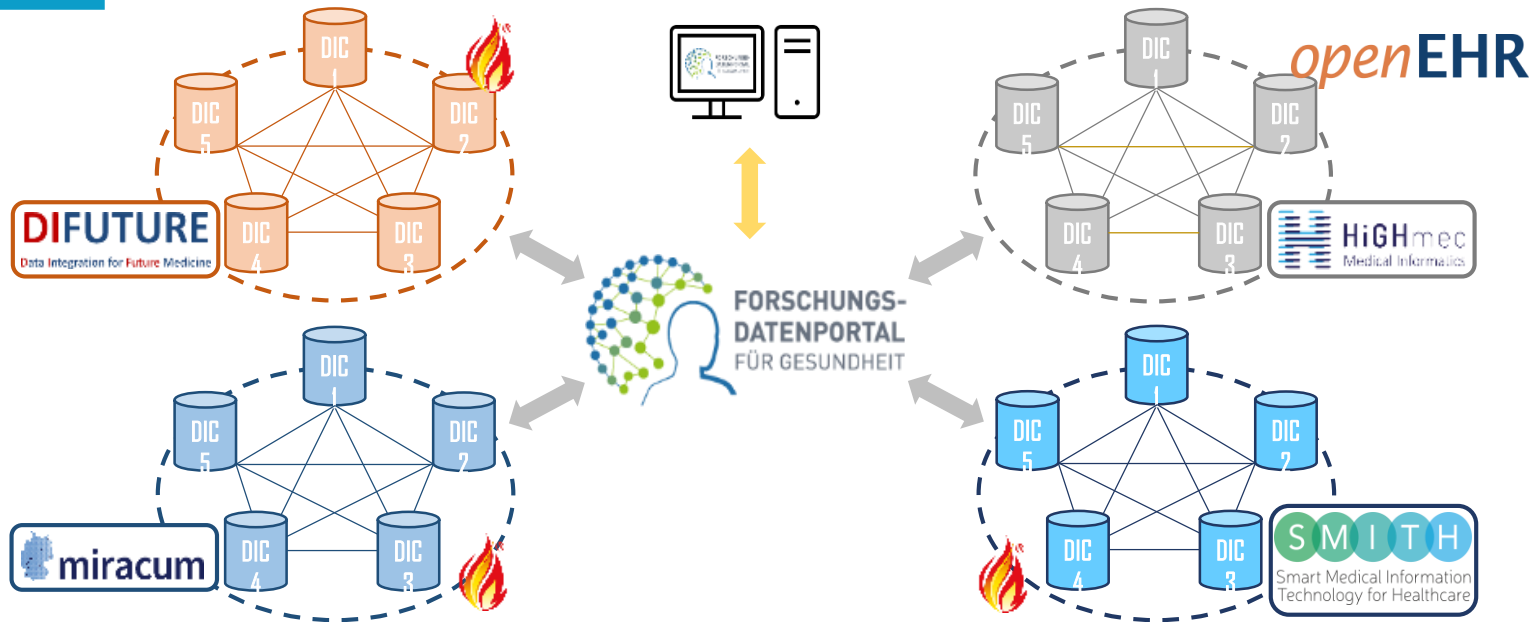 DIC
1
DIC
2
DIC
3
DIC
4
DIC
5
DIFUTURE
Data Integration for Future Medicine
openEHR
DIC
1
DIC
2
DIC
3
DIC
4
DIC
5
HiGHmec
Medical Informatics
FORSCHUNGS-
DATENPORTAL
FÜR GESUNDHEIT
DIC
1
DIC
2
DIC
3
DIC
4
DIC
5
miracum
DIC
1
DIC
2
DIC
3
DIC
4
DIC
5
SMITH
Smart Medical Information
Technology for Healthcare